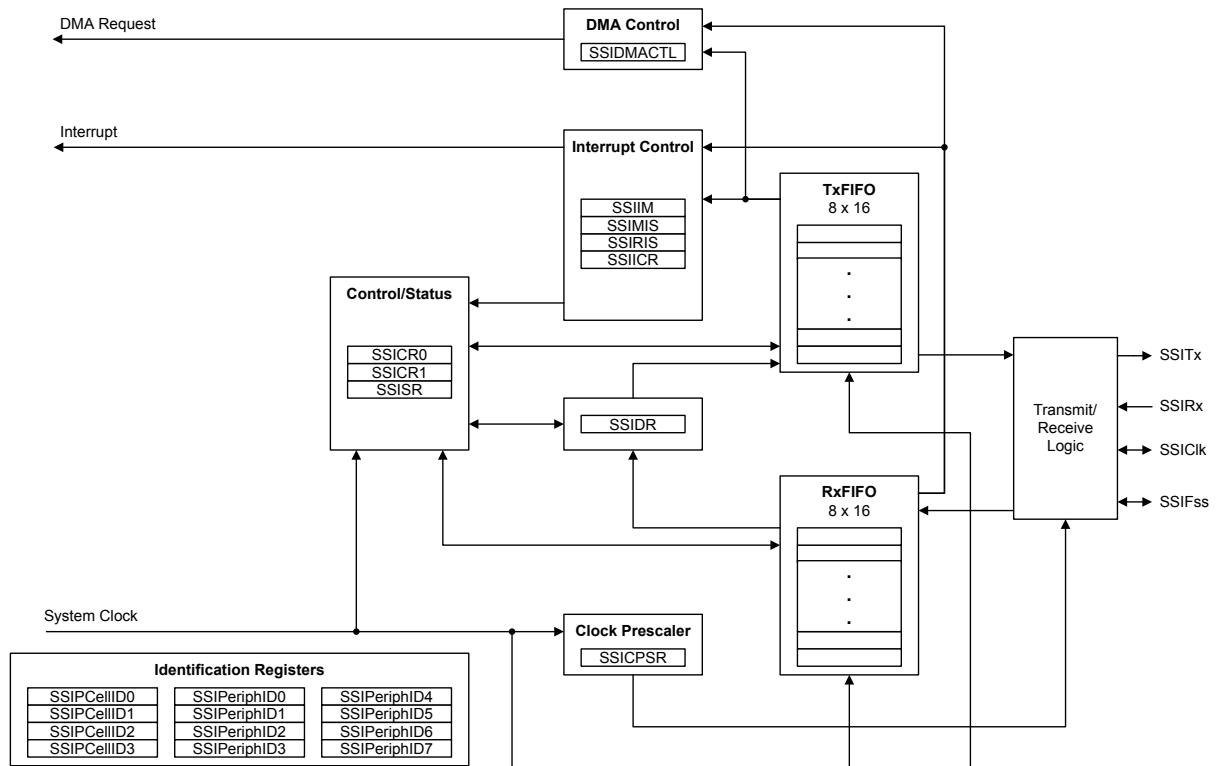 DMA Request
DMA Control
SSIDMACTL
Interrupt
Interrupt Control
SSIIM
SSIMIS
SSIRIS
SSIICR
TxFIFO
8 x 16
.
.
.
Control/Status
SSICR0
SSICR1
SSISR
SSIDR
Transmit/
Receive
Logic
SSITx
SSIRx
SSIClk
SSIFss
RxFIFO
8 x 16
.
.
.
System Clock
Clock Prescaler
SSICPSR
Identification Registers
SSIPCellID0 SSIPeriphID0 SSIPeriphID4
SSIPCellID1 SSIPeriphID1 SSIPeriphID5
SSIPCellID2 SSIPeriphID2 SSIPeriphID6
SSIPCellID3 SSIPeriphID3 SSIPeriphID7